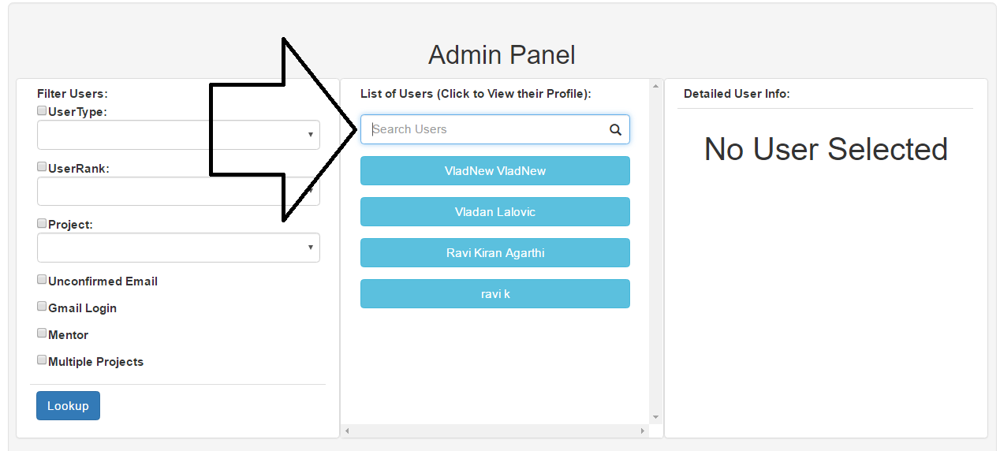 Admin Panel
Filter Users:
UserType:
UserRank:
Project:
Unconfirmed Email
Gmail Login
Mentor
Multiple Projects
Lookup
List of Users (Click to View their Profile):
Search Users
VladNew VladNew
Vladan Lalovic
Ravi Kiran Agarthi
ravi k
Detailed User Info:
No User Selected